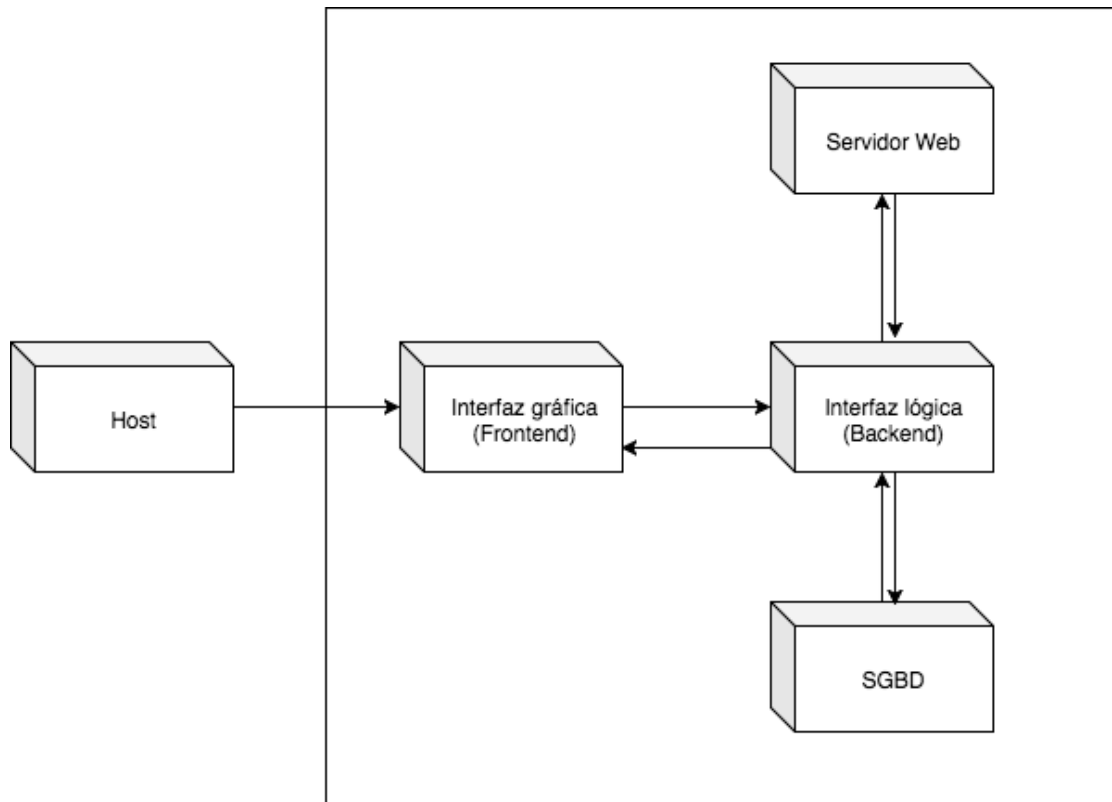 Servidor Web
Host
Interfaz gráfica
(Frontend)
Interfaz lógica
(Backend)
SGBD